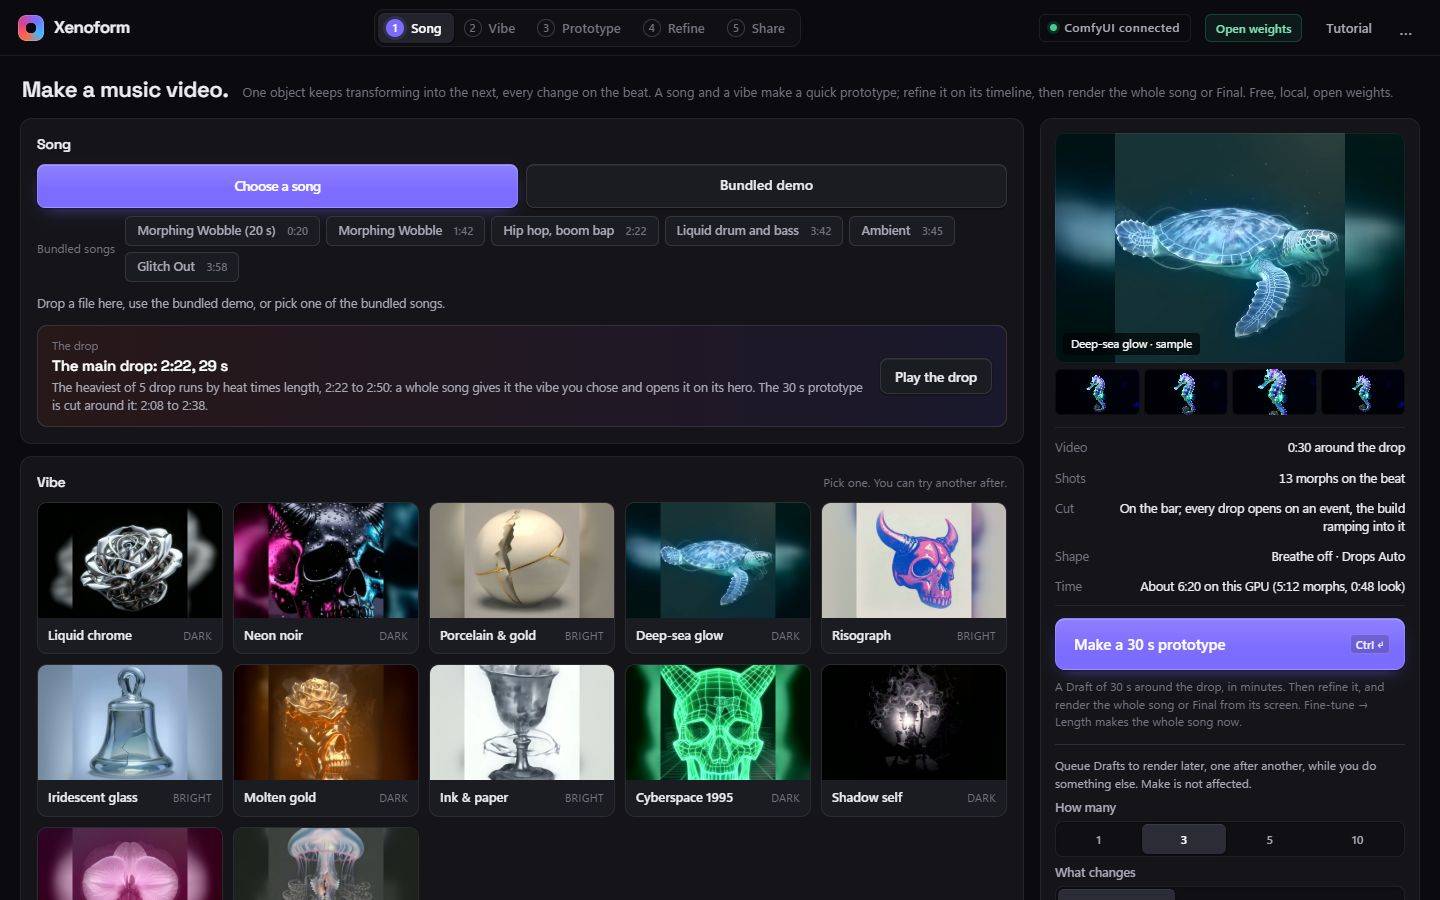 Xenoform
1 Song
2 Vibe
3 Prototype
4 Refine
5 Share
ComfyUI connected
Open weights
Tutorial
...
Make a music video.
One object keeps transforming into the next, every change on the beat. A song and a vibe make a quick prototype; refine it on its timeline, then render the whole song or Final. Free, local, open weights.
Song
Choose a song
Bundled demo
Bundled songs
Morphing Wobble (20 s) 0:20
Morphing Wobble 1:42
Hip hop, boom bap 2:22
Liquid drum and bass 3:42
Ambient 3:45
Glitch Out 3:58
Drop a file here, use the bundled demo, or pick one of the bundled songs.
The drop
The main drop: 2:22, 29 s
The heaviest of 5 drop runs by heat times length, 2:22 to 2:50: a whole song gives it the vibe you chose and opens it on its hero. The 30 s prototype
is cut around it: 2:08 to 2:38.
Play the drop
Vibe
Pick one. You can try another after.
Liquid chrome DARK
Neon noir DARK
Porcelain & gold BRIGHT
Deep-sea glow DARK
Risograph BRIGHT
Iridescent glass BRIGHT
Molten gold DARK
Ink & paper BRIGHT
Cyberspace 1995 DARK
Shadow self DARK
Deep-sea glow · sample
Video 0:30 around the drop
Shots 13 morphs on the beat
Cut On the bar; every drop opens on an event, the build
ramping into it
Shape Breathe off · Drops Auto
Time About 6:20 on this GPU (5:12 morphs, 0:48 look)
Make a 30 s prototype Ctrl ↵
A Draft of 30 s around the drop, in minutes. Then refine it, and
render the whole song or Final from its screen. Fine-tune →
Length makes the whole song now.
Queue Drafts to render later, one after another, while you do
something else. Make is not affected.
How many
1 3 5 10
What changes